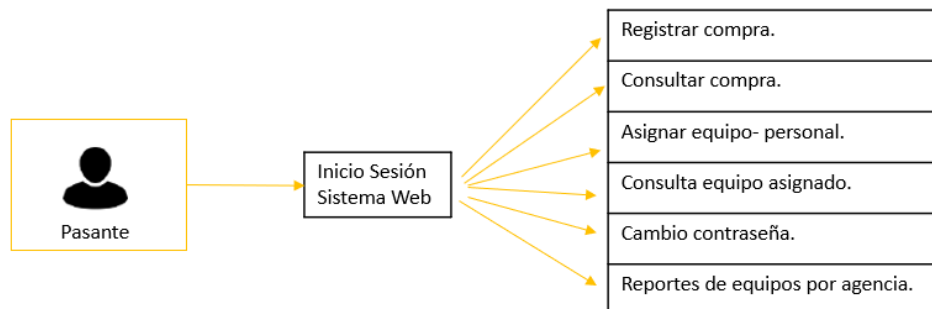 Pasante
Inicio Sesión
Sistema Web
Registrar compra.
Consultar compra.
Asignar equipo- personal.
Consulta equipo asignado.
Cambio contraseña.
Reportes de equipos por agencia.